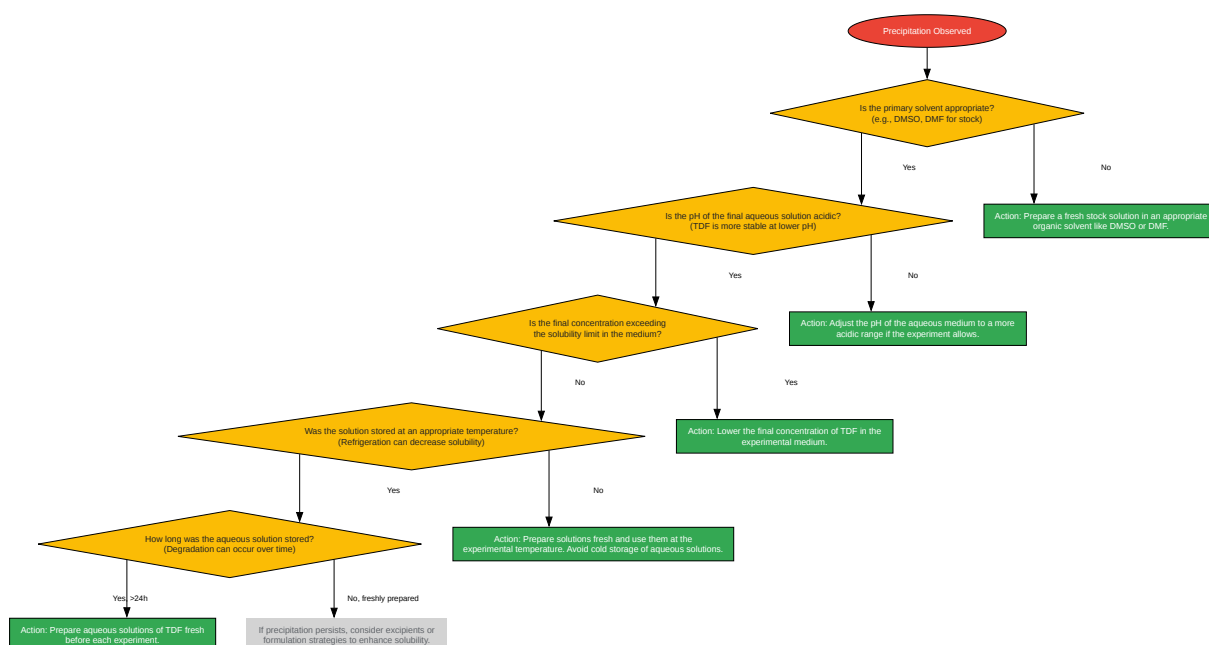 Precipitation Observed
Is the primary solvent appropriate?
(e.g., DMSO, DMF for stock)
Yes
No
Is the pH of the final aqueous solution acidic?
(TDF is more stable at lower pH)
Action: Prepare a fresh stock solution in an appropriate
organic solvent like DMSO or DMF.
Yes
No
Is the final concentration exceeding
the solubility limit in the medium?
Action: Adjust the pH of the aqueous medium to a more
acidic range if the experiment allows.
No
Yes
Was the solution stored at an appropriate temperature?
(Refrigeration can decrease solubility)
Action: Lower the final concentration of TDF in the
experimental medium.
Yes
No
How long was the aqueous solution stored?
(Degradation can occur over time)
Action: Prepare solutions fresh and use them at the
experimental temperature. Avoid cold storage of aqueous solutions.
Yes, >24h
No, freshly prepared
Action: Prepare aqueous solutions of TDF fresh
before each experiment.
If precipitation persists, consider excipients or
formulation strategies to enhance solubility.